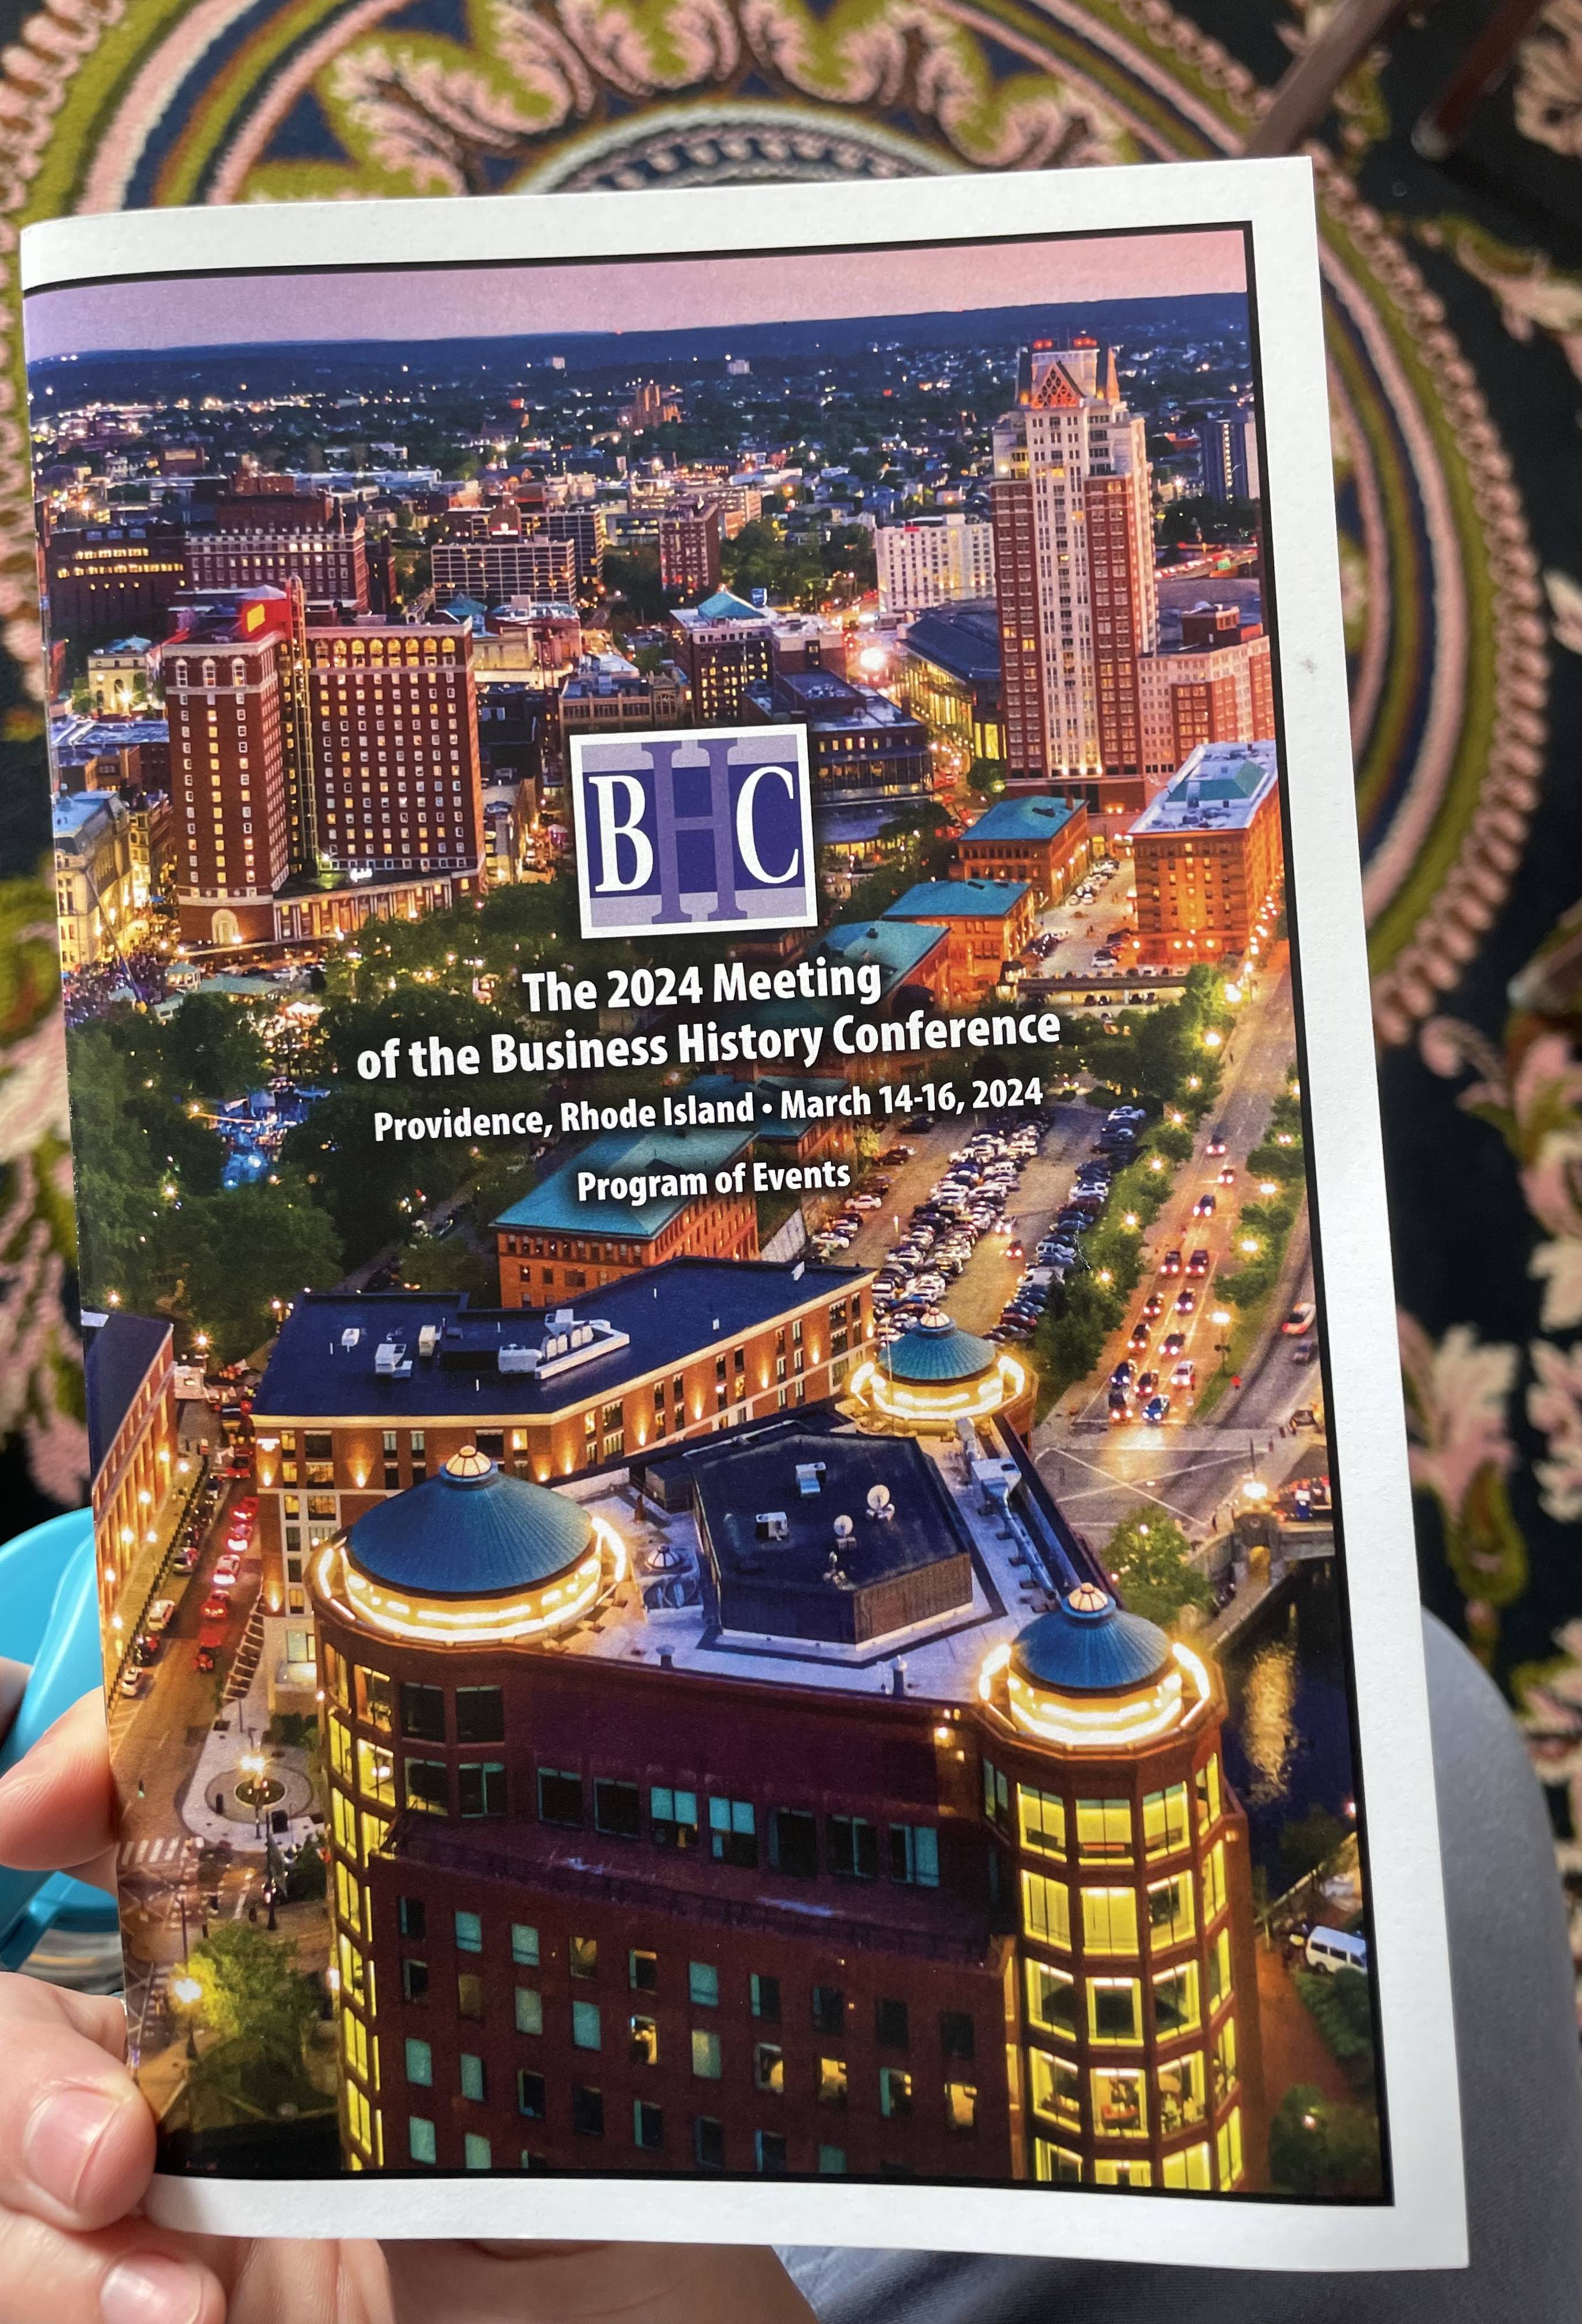 BHC
The 2024 Meeting
of the Business History Conference
Providence, Rhode Island • March 14-16, 2024
Program of Events